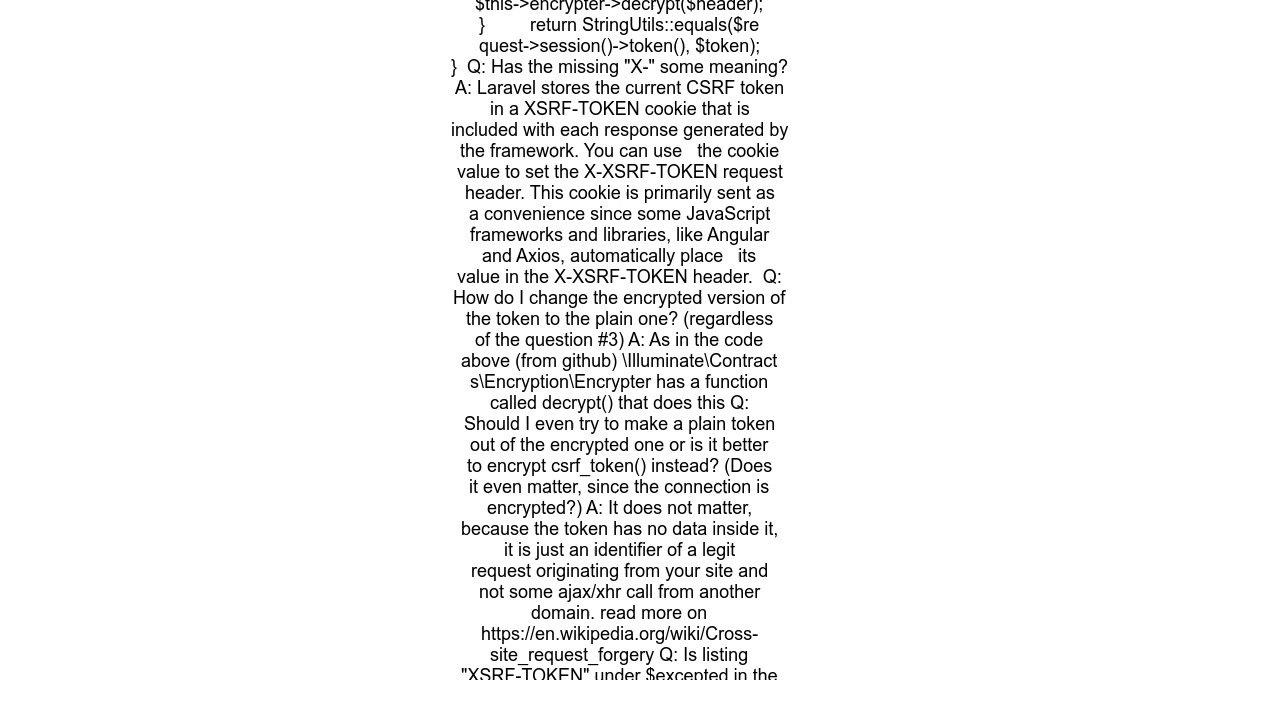 $this->encrypter->decrypt($header);
}         return StringUtils::equals($re
quest->session()->token(), $token);
}  Q: Has the missing "X-" some meaning?
A: Laravel stores the current CSRF token
in a XSRF-TOKEN cookie that is
included with each response generated by
the framework. You can use   the cookie
value to set the X-XSRF-TOKEN request
header. This cookie is primarily sent as
a convenience since some JavaScript
frameworks and libraries, like Angular
and Axios, automatically place   its
value in the X-XSRF-TOKEN header.  Q:
How do I change the encrypted version of
the token to the plain one? (regardless
of the question #3) A: As in the code
above (from github) \Illuminate\Contract
s\Encryption\Encrypter has a function
called decrypt() that does this Q:
Should I even try to make a plain token
out of the encrypted one or is it better
to encrypt csrf_token() instead? (Does
it even matter, since the connection is
encrypted?) A: It does not matter,
because the token has no data inside it,
it is just an identifier of a legit
request originating from your site and
not some ajax/xhr call from another
domain. read more on
https://en.wikipedia.org/wiki/Cross-
site_request_forgery Q: Is listing
"XSRF-TOKEN" under $excepted in the